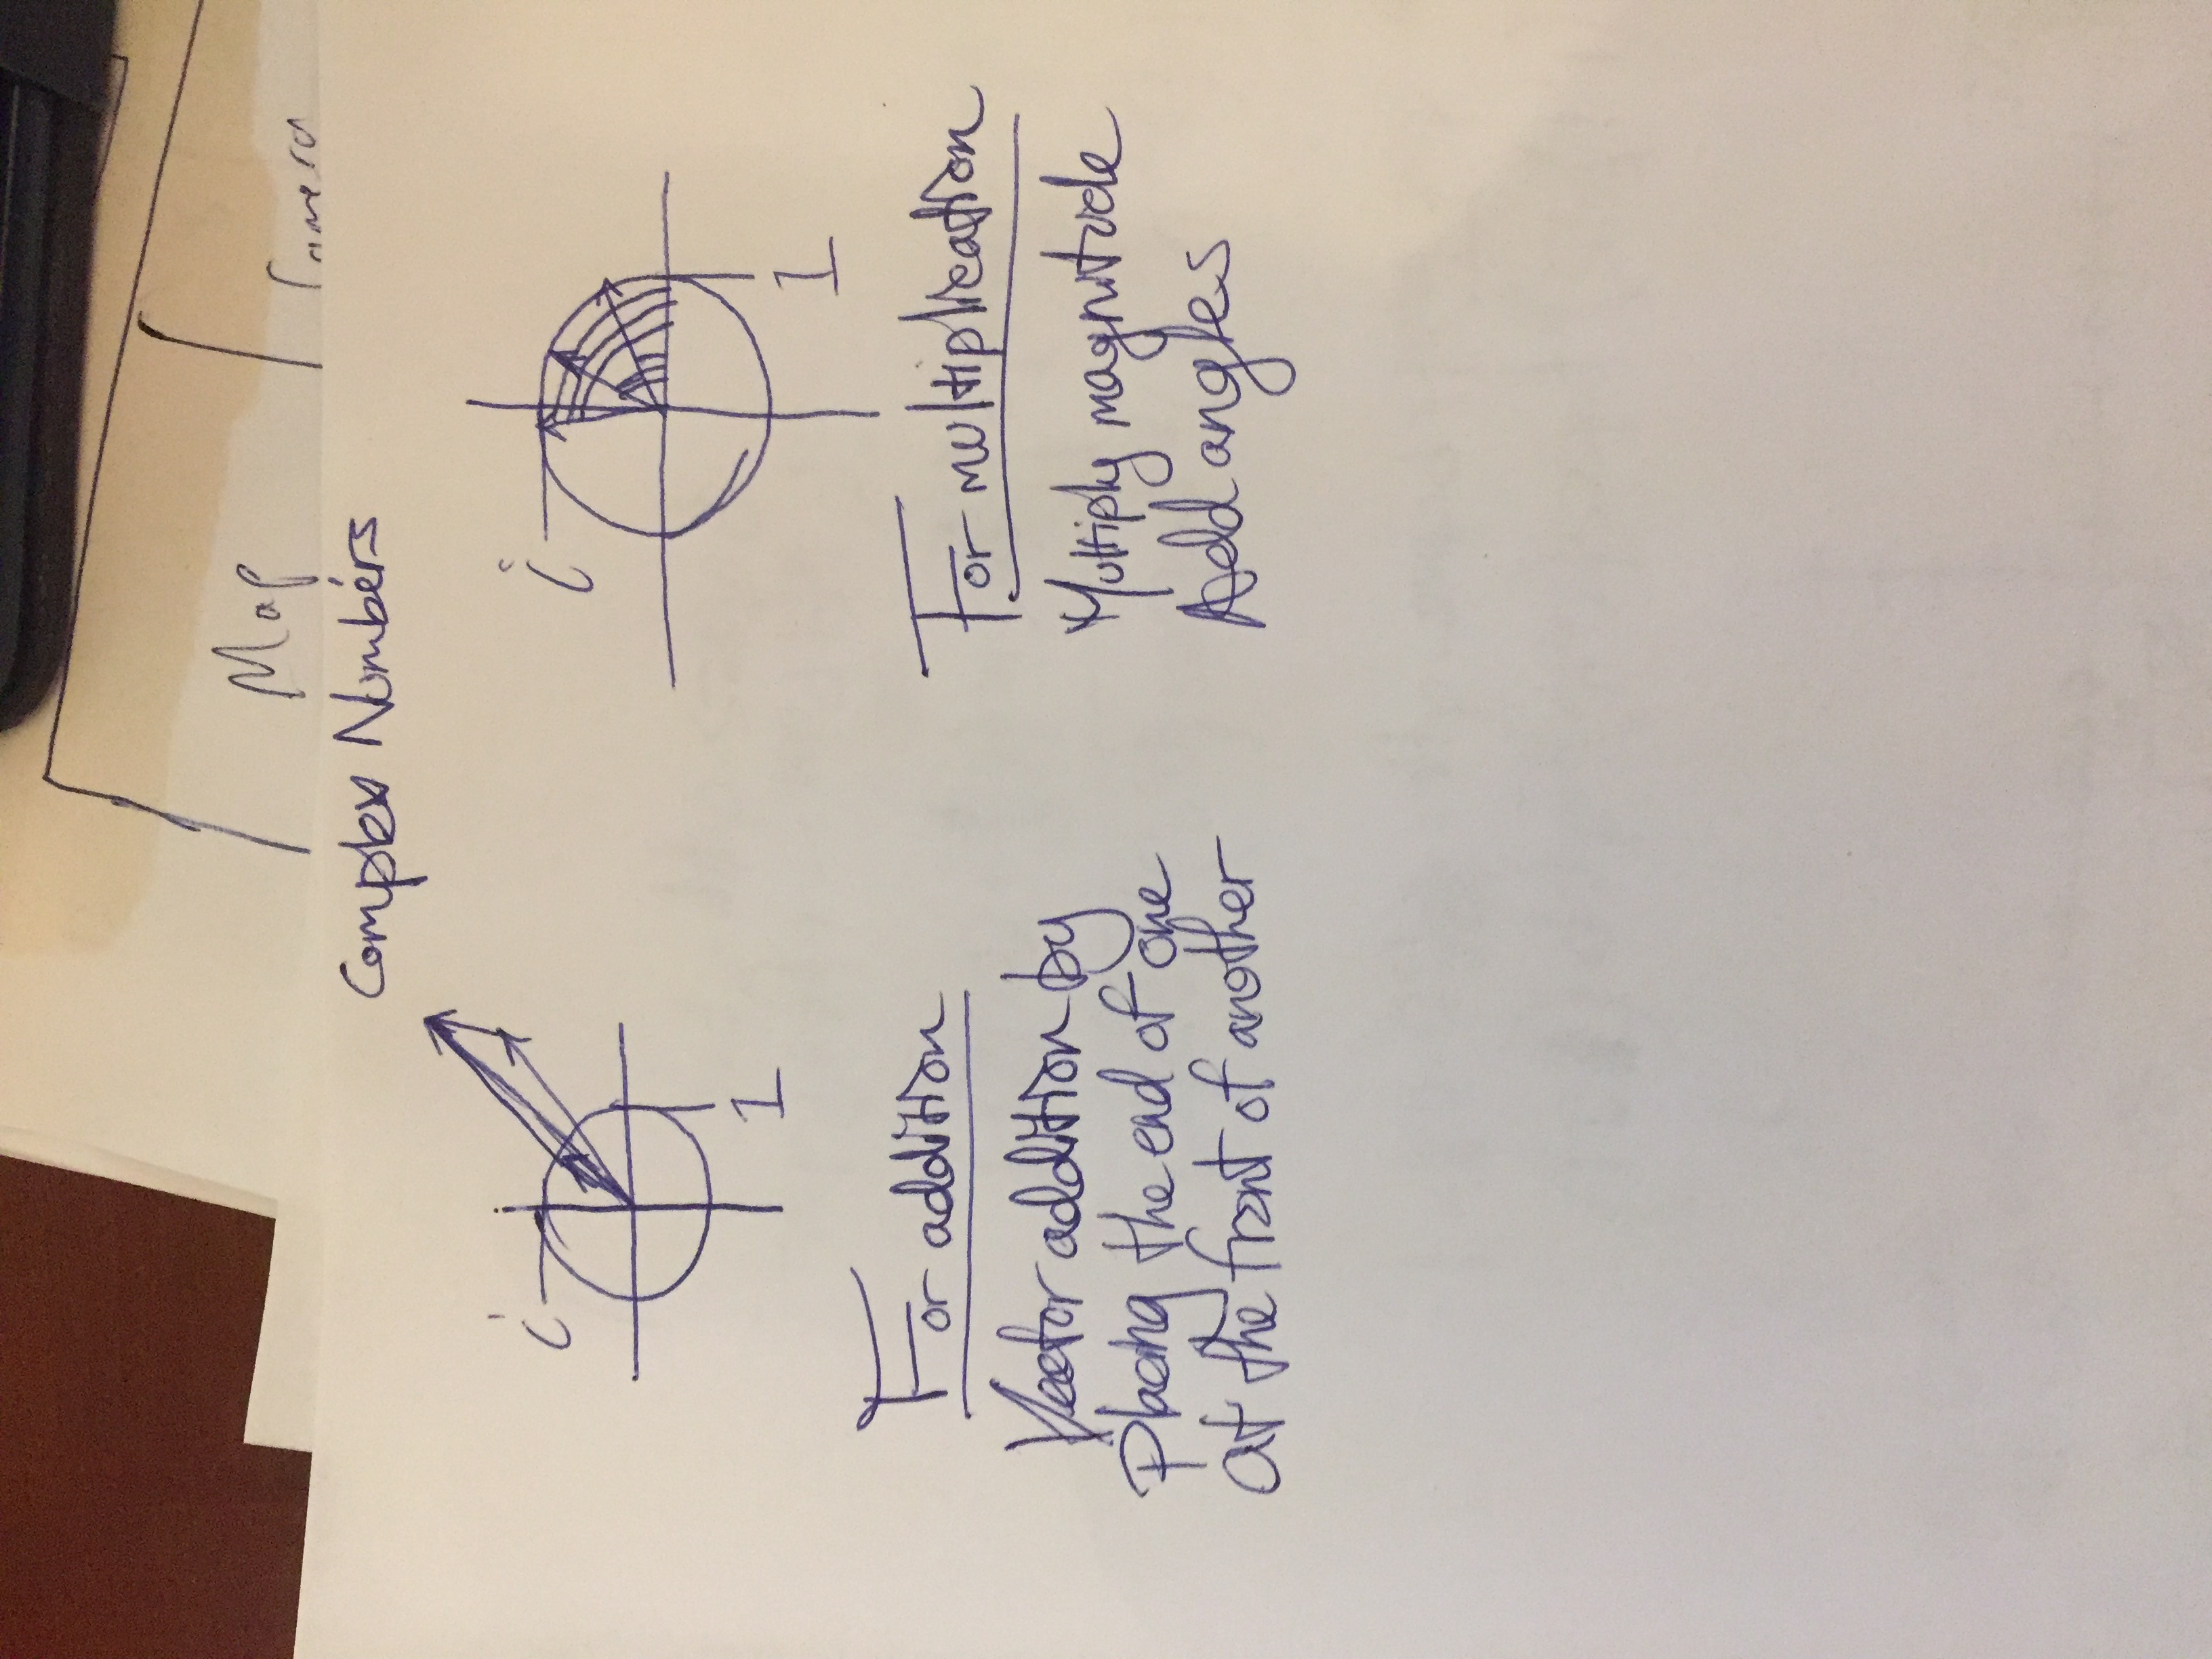 Map
Camera
Complex Numbers
i
1
i
1
For addition
Vector addition by
placing the end of one
at the front of another
For multiplication
Multiply magnitude
Add angles